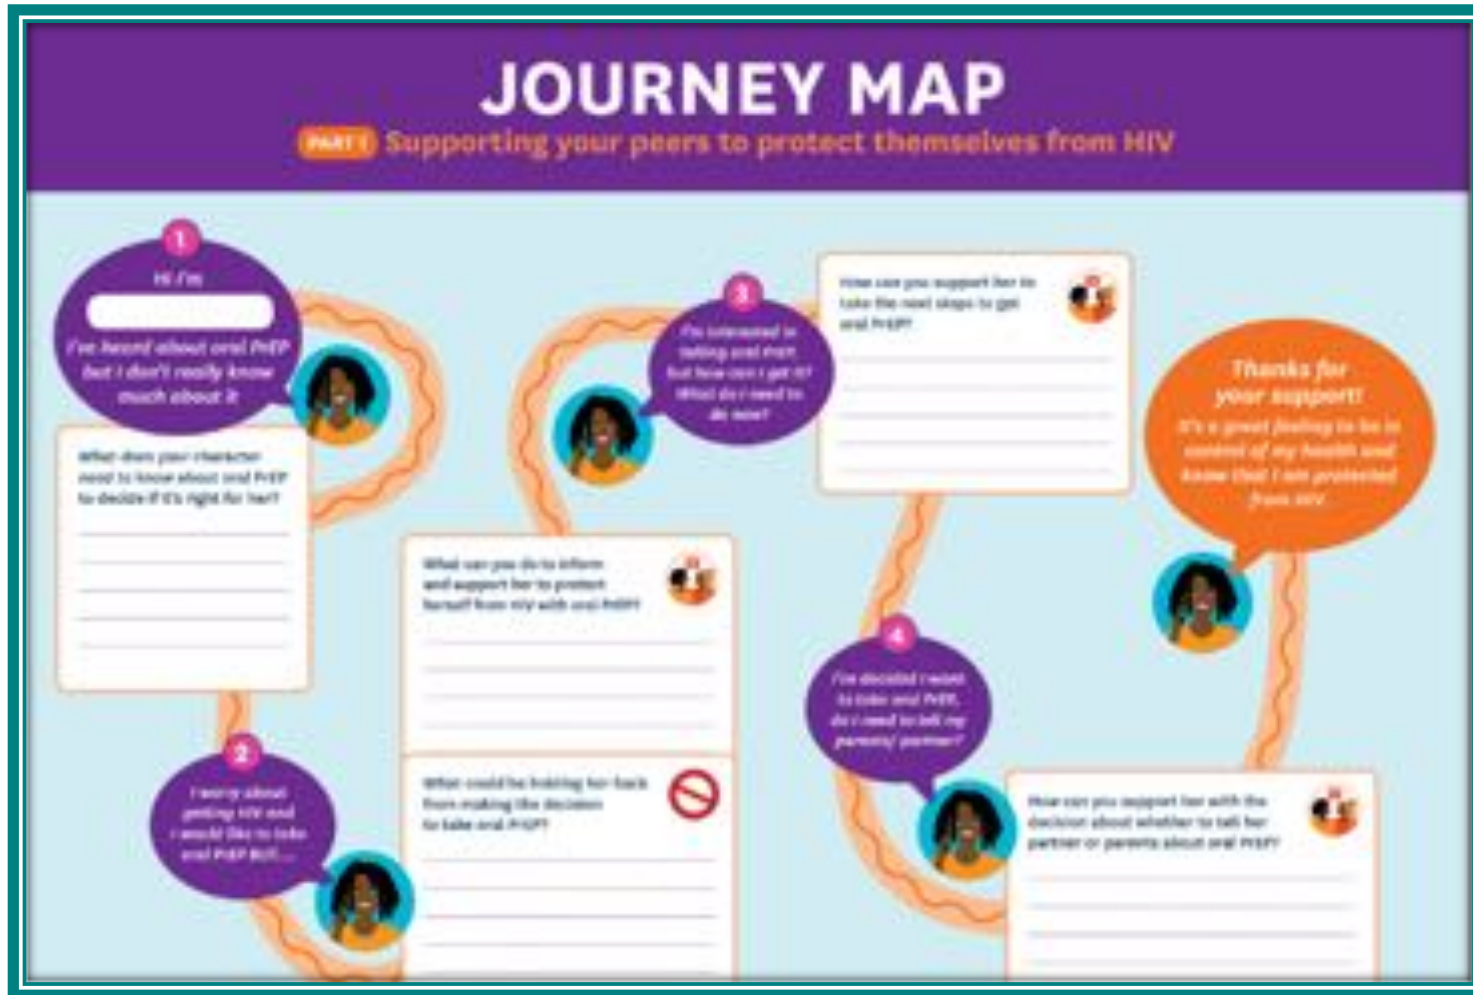 JOURNEY MAP
PART 1 Supporting your peers to protect themselves from HIV
1
Hi I'm
I've heard about oral PrEP
but I don't really know
much about it
What does your character
need to know about oral PrEP
to decide if it's right for her?
2
I worry about
getting HIV and
I would like to take
oral PrEP BUT....
What can you do to inform
and support her to protect
herself from HIV with oral PrEP?
What could be holding her back
from making the decision
to take oral PrEP?
3
I'm interested in
taking oral PrEP,
but how can I get it?
What do I need to
do now?
How can you support her to
take the next steps to get
oral PrEP?
4
I've decided I want
to take oral PrEP,
do I need to tell my
parents/ partner?
How can you support her with the
decision about whether to tell her
partner or parents about oral PrEP?
Thanks for
your support!
It's a great feeling to be in
control of my health and
know that I am protected
from HIV.